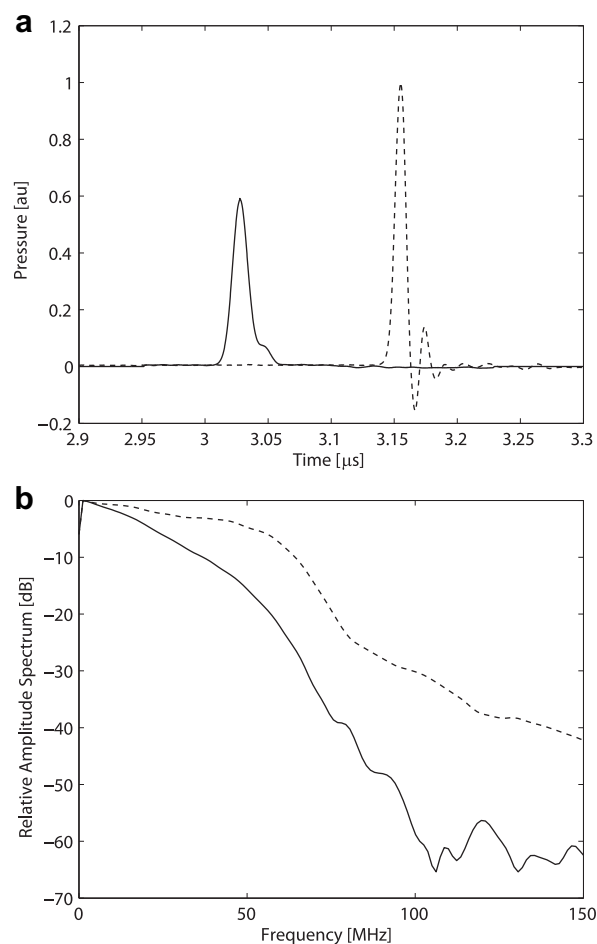 a
1.2
1
0.8
0.6
0.4
0.2
0
−0.2
Pressure [au]
2.9 2.95 3 3.05 3.1 3.15 3.2 3.25 3.3
Time [μs]
b
0
−10
−20
−30
−40
−50
−60
−70
Relative Amplitude Spectrum [dB]
0 50 100 150
Frequency [MHz]